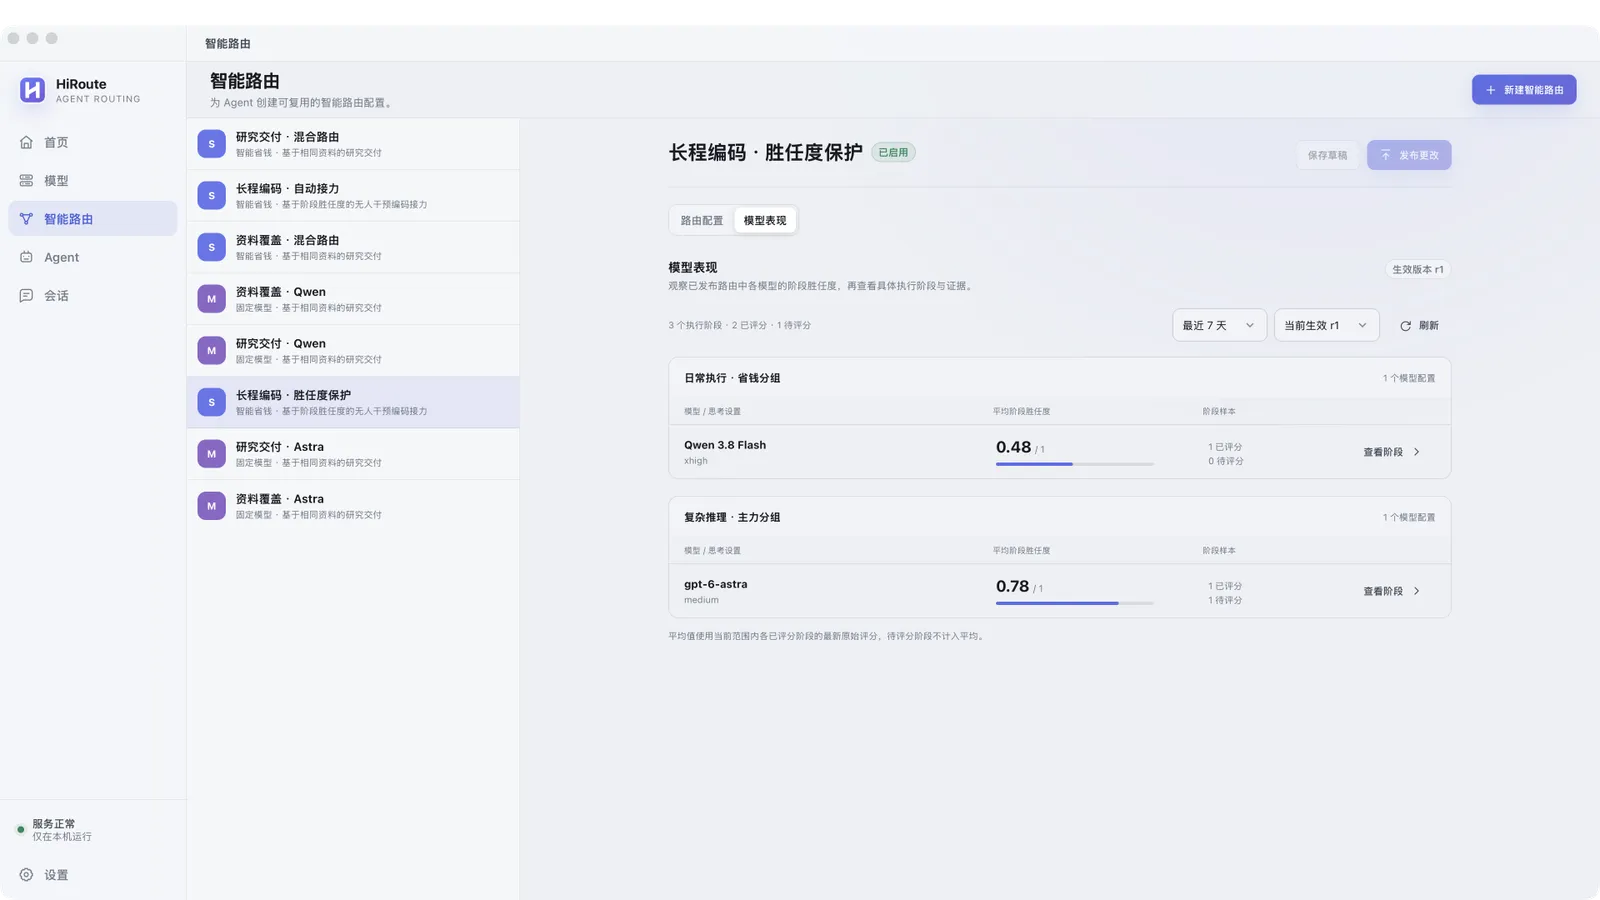 智能路由
HiRoute
AGENT ROUTING
首页
模型
智能路由
Agent
会话
服务正常
仅在本机运行
设置
智能路由
为 Agent 创建可复用的智能路由配置。
新建智能路由
S
研究交付 · 混合路由
智能省钱 · 基于相同资料的研究交付
S
长程编码 · 自动接力
智能省钱 · 基于阶段胜任度的无人干预编码接力
S
资料覆盖 · 混合路由
智能省钱 · 基于相同资料的研究交付
M
资料覆盖 · Qwen
固定模型 · 基于相同资料的研究交付
M
研究交付 · Qwen
固定模型 · 基于相同资料的研究交付
S
长程编码 · 胜任度保护
智能省钱 · 基于阶段胜任度的无人干预编码接力
M
研究交付 · Astra
固定模型 · 基于相同资料的研究交付
M
资料覆盖 · Astra
固定模型 · 基于相同资料的研究交付
长程编码 · 胜任度保护 已启用
保存草稿 发布更改
路由配置 模型表现
模型表现
生效版本 r1
观察已发布路由中各模型的阶段胜任度，再查看具体执行阶段与证据。
3 个执行阶段 · 2 已评分 · 1 待评分
最近 7 天 当前生效 r1 刷新
日常执行 · 省钱分组 1 个模型配置
模型 / 思考设置 平均阶段胜任度 阶段样本
Qwen 3.8 Flash
xhigh
0.48 / 1
1 已评分
0 待评分
查看阶段
复杂推理 · 主力分组 1 个模型配置
模型 / 思考设置 平均阶段胜任度 阶段样本
gpt-6-astra
medium
0.78 / 1
1 已评分
1 待评分
查看阶段
平均值使用当前范围内各已评分阶段的最新原始评分，待评分阶段不计入平均。